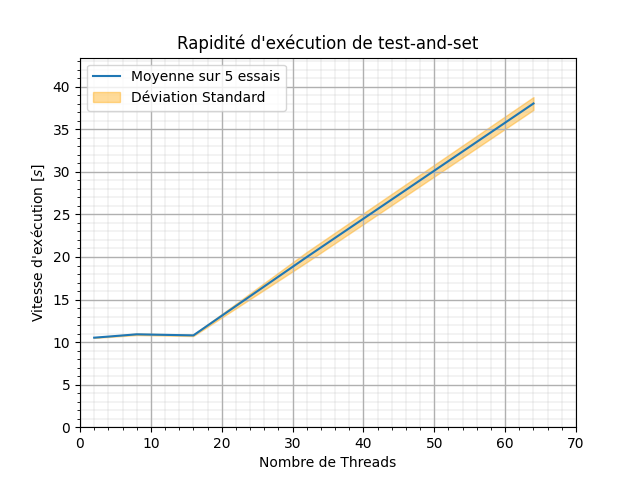 Rapidité d'exécution de test-and-set
Moyenne sur 5 essais
Déviation Standard
Vitesse d'exécution [s]
40
35
30
25
20
15
10
5
0
0 10 20 30 40 50 60 70
Nombre de Threads